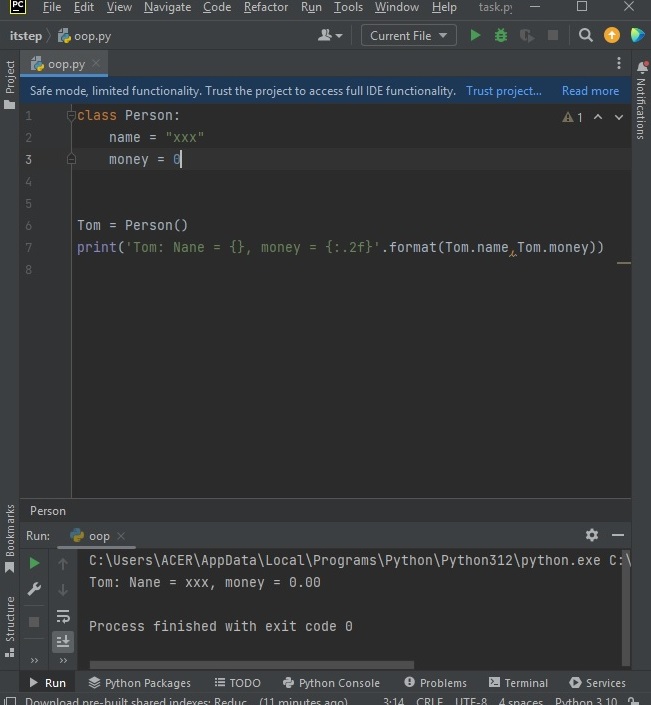 PC File Edit View Navigate Code Refactor Run Tools Window Help task.py
itstep oop.py Current File
Project
oop.py
Notifications
Safe mode, limited functionality. Trust the project to access full IDE functionality. Trust project... Read more
1 class Person: 1
2 name = "xxx"
3 money = 0
4
5
6 Tom = Person()
7 print('Tom: Nane = {}, money = {:.2f}'.format(Tom.name,Tom.money))
8
Person
Bookmarks
Structure
Run: oop
C:\Users\ACER\AppData\Local\Programs\Python\Python312\python.exe C:\
Tom: Nane = xxx, money = 0.00
Process finished with exit code 0
Run Python Packages TODO Python Console Problems Terminal Services
Download pre-built shared indexes: Reduc... (11 minutes ago) 3:14 CRLF UTF-8 4 spaces Python 3.10